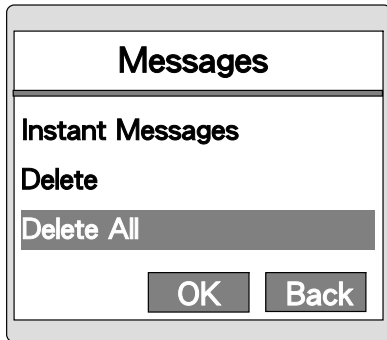 Messages
Instant Messages
Delete
Delete All
OK Back